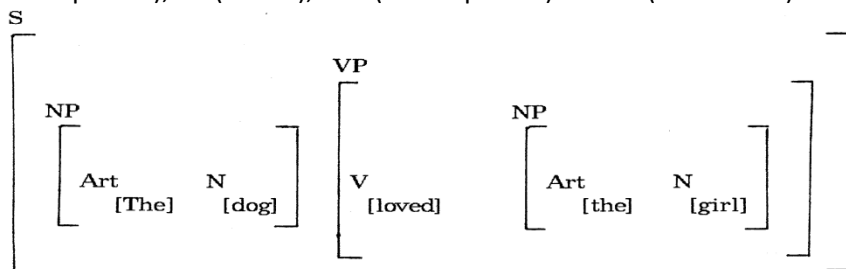 S
VP
NP NP
Art N V Art N
[The] [dog] [loved] [the] [girl]